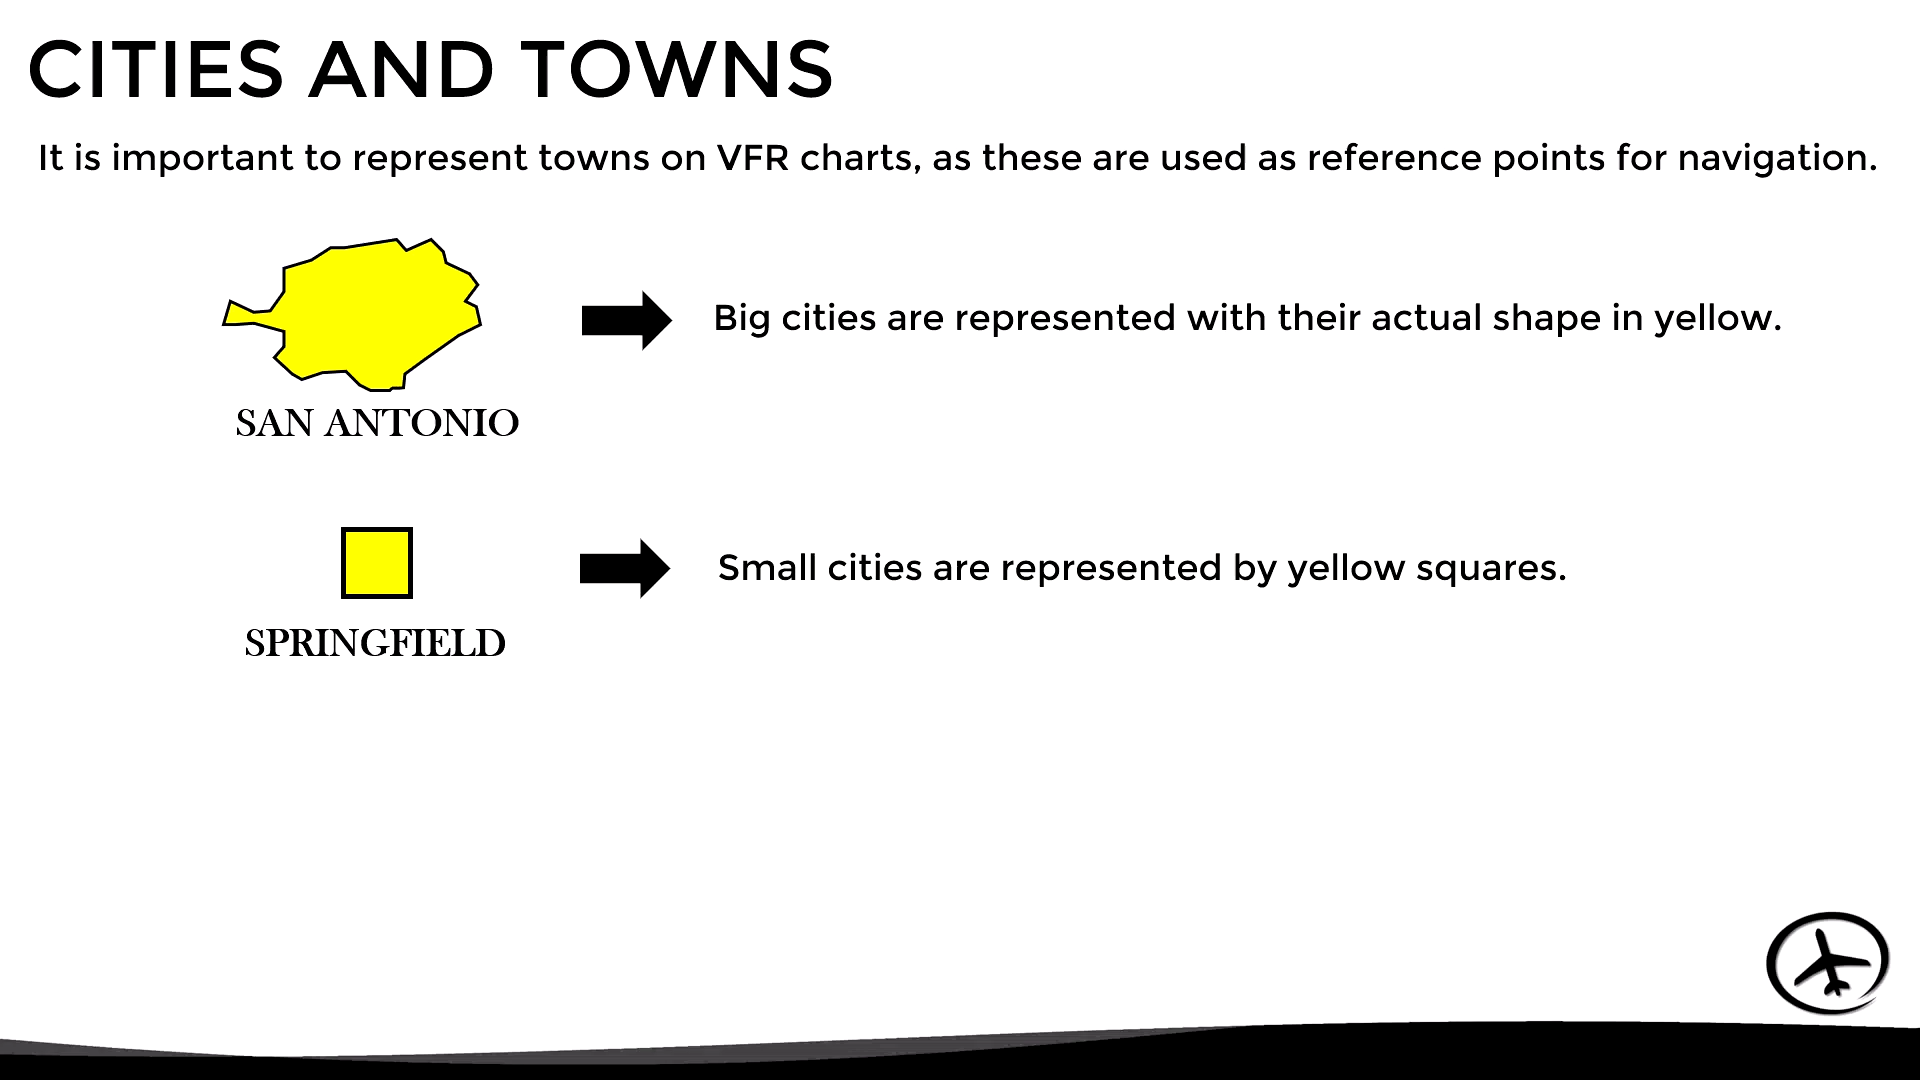 CITIES AND TOWNS
It is important to represent towns on VFR charts, as these are used as reference points for navigation.
Big cities are represented with their actual shape in yellow.
SAN ANTONIO
Small cities are represented by yellow squares.
SPRINGFIELD